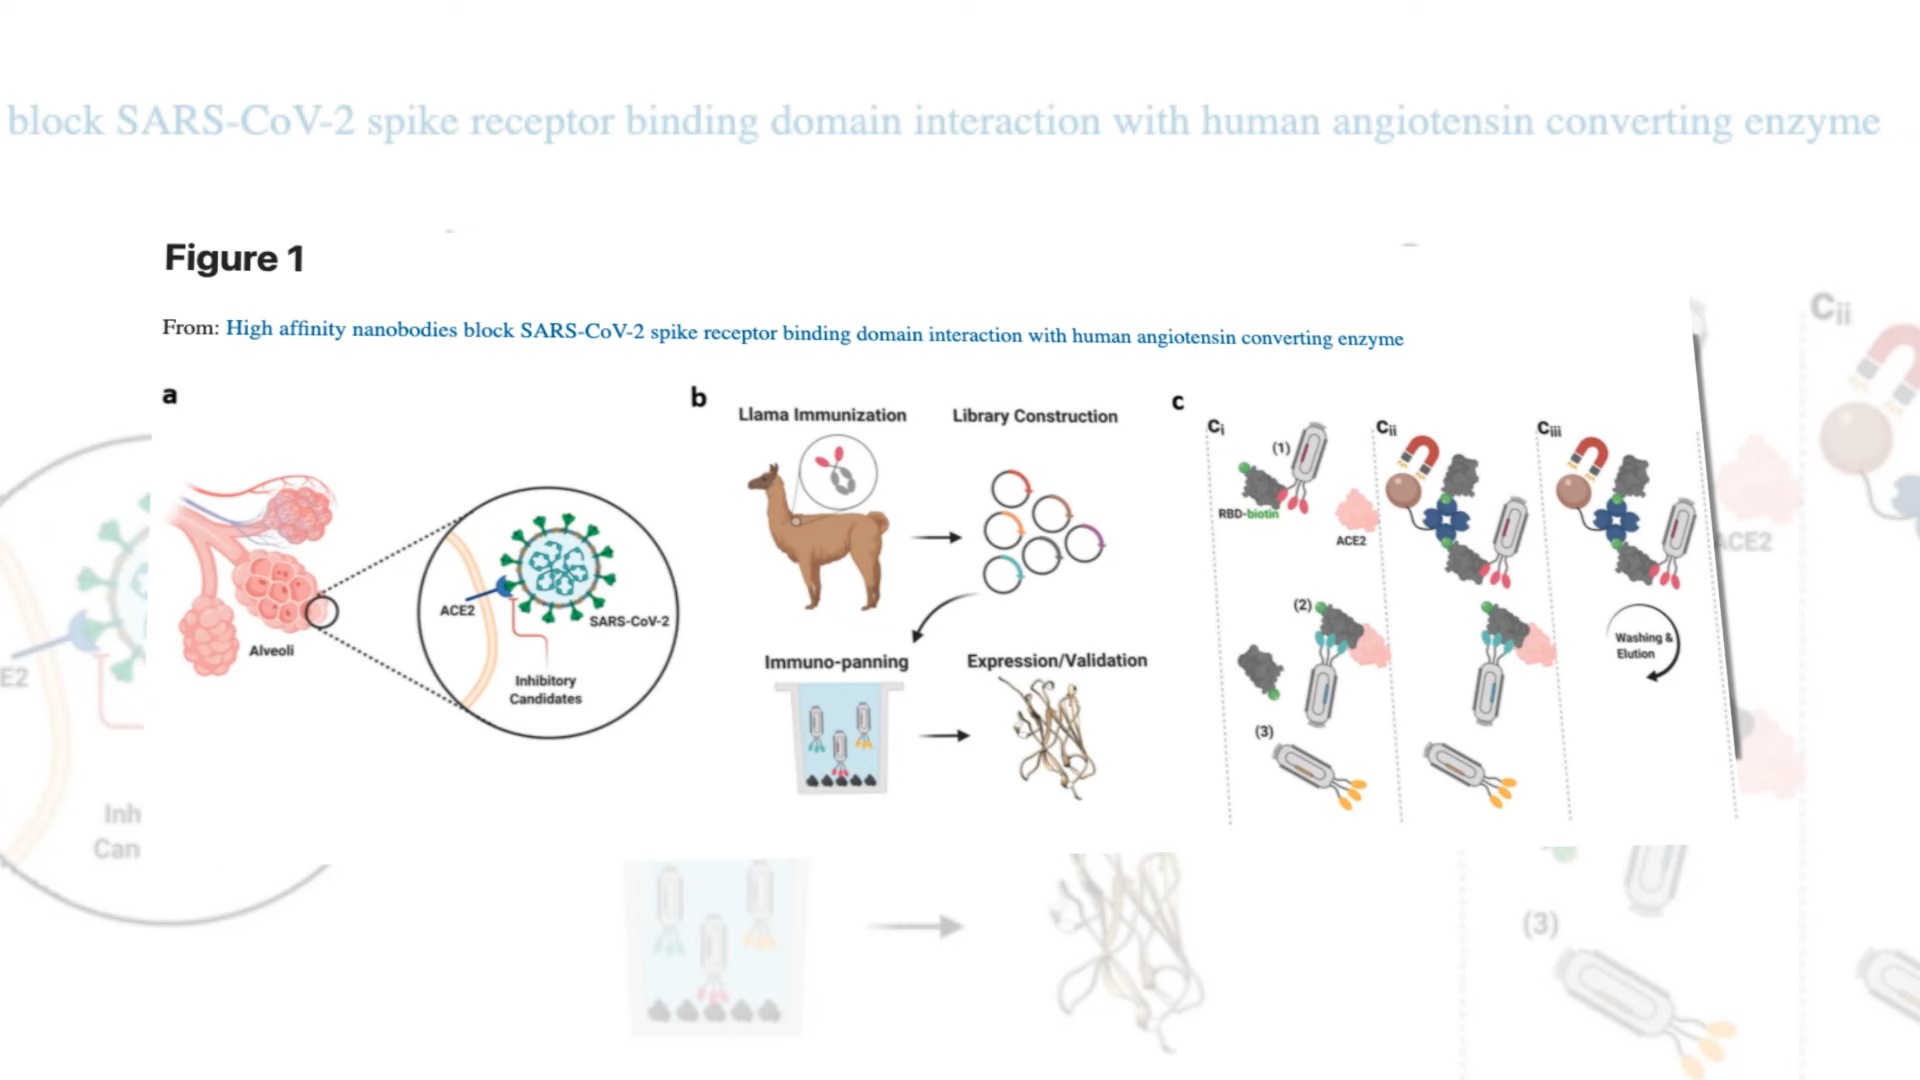 block SARS-CoV-2 spike receptor binding domain interaction with human angiotensin converting enzyme
Figure 1
From: High affinity nanobodies block SARS-CoV-2 spike receptor binding domain interaction with human angiotensin converting enzyme
a
Alveoli
ACE2
SARS-CoV-2
Inhibitory
Candidates
b
Llama Immunization
Library Construction
Immuno-panning
Expression/Validation
c
Ci
(1)
RBD-biotin
ACE2
(2)
(3)
Cii
Ciii
Washing &
Elution
Cii
ACE2
E2
Inh
Can
(3)